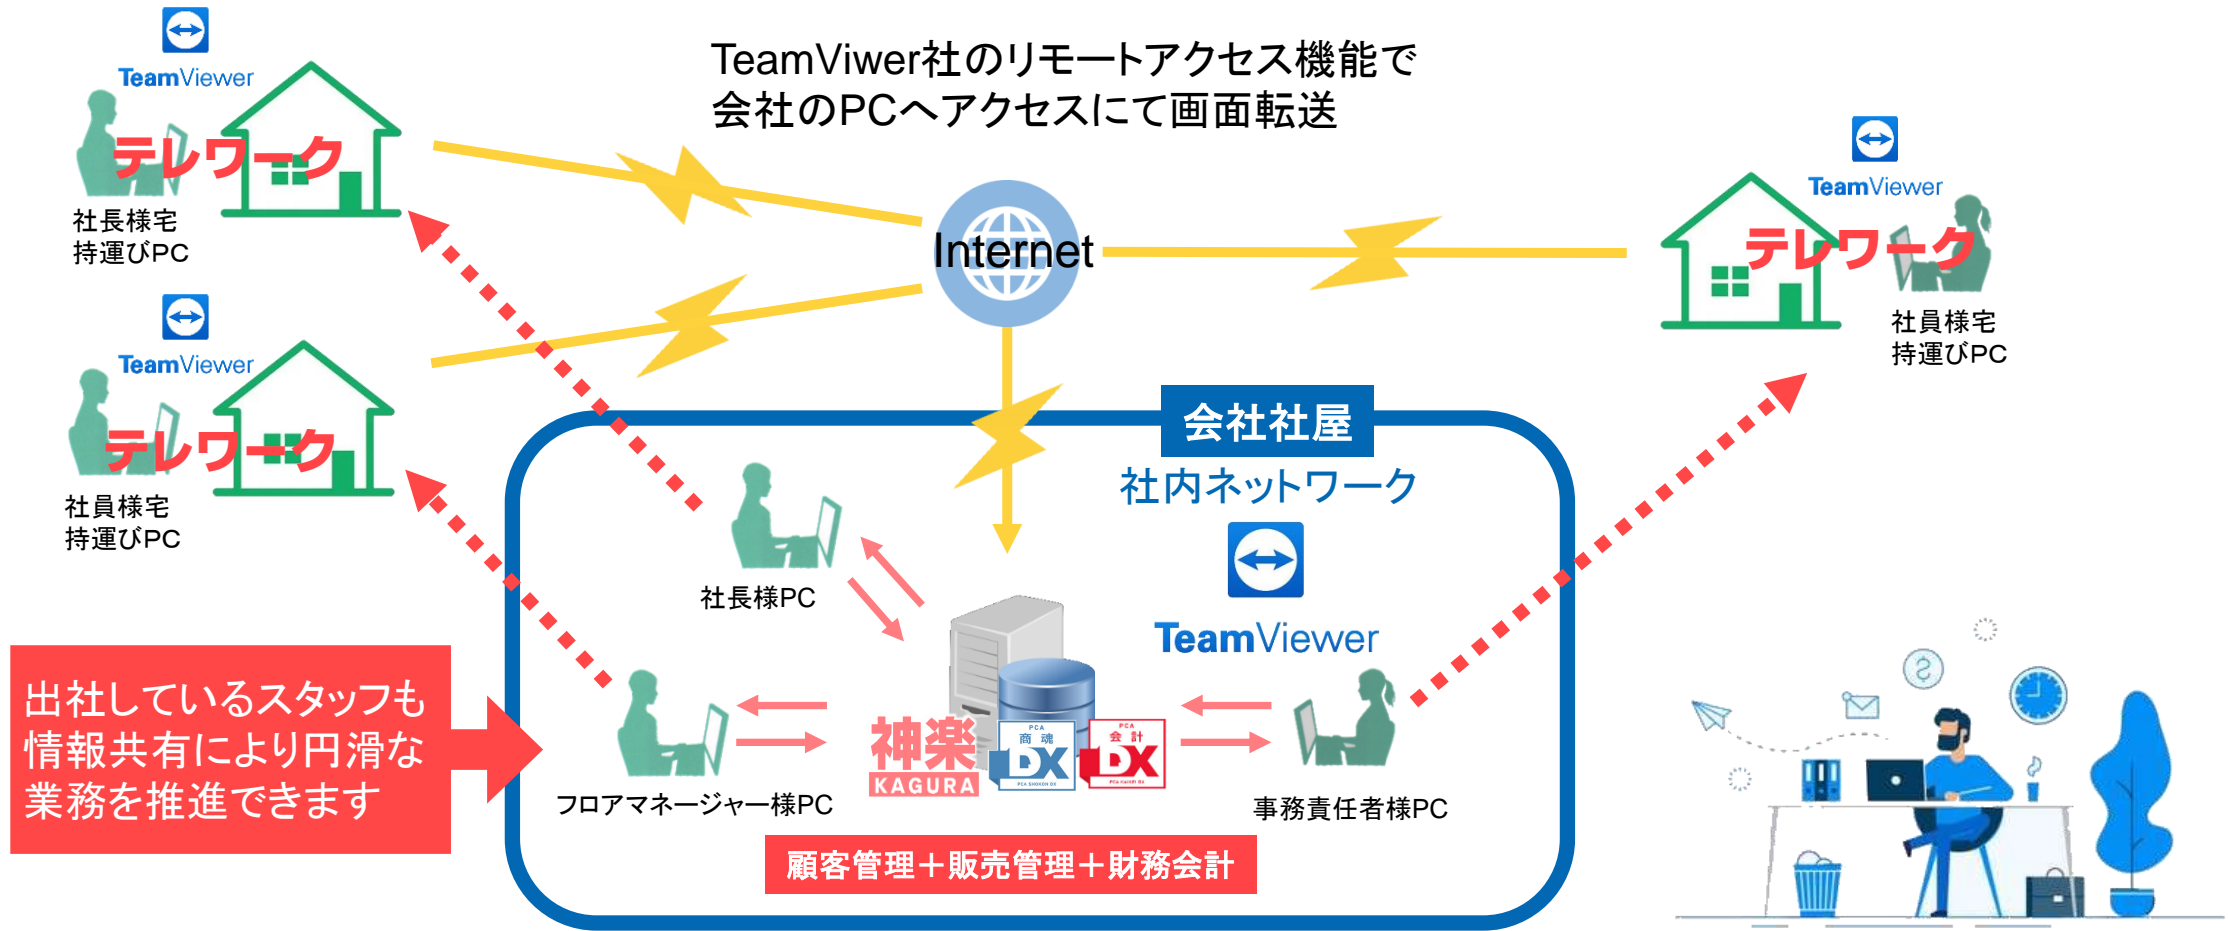 TeamViwer社のリモートアクセス機能で
会社のPCへアクセスにて画面転送
TeamViewer
テレワーク
社長様宅
持運びPC
TeamViewer
テレワーク
社員様宅
持運びPC
Internet
TeamViewer
テレワーク
社員様宅
持運びPC
会社社屋
社内ネットワーク
TeamViewer
社長様PC
出社しているスタッフも
情報共有により円滑な
業務を推進できます
フロアマネージャー様PC
神楽
KAGURA
PCA
商魂
DX
PCA SHOKON DX
PCA
会計
DX
PCA KAIKEI DX
事務責任者様PC
顧客管理＋販売管理＋財務会計